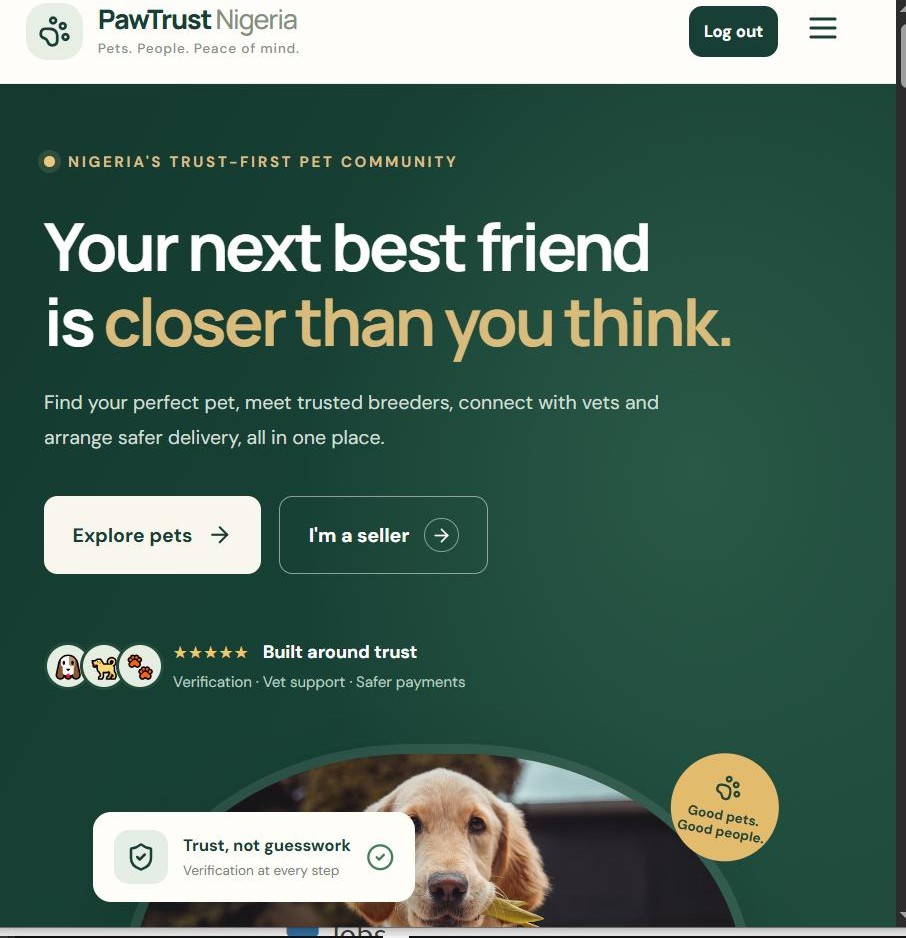 PawTrust Nigeria
Pets. People. Peace of mind.
Log out
NIGERIA'S TRUST-FIRST PET COMMUNITY
Your next best friend
is closer than you think.
Find your perfect pet, meet trusted breeders, connect with vets and
arrange safer delivery, all in one place.
Explore pets →
I'm a seller →
★★★★★ Built around trust
Verification · Vet support · Safer payments
Good pets.
Good people.
Trust, not guesswork
Verification at every step
Jobs